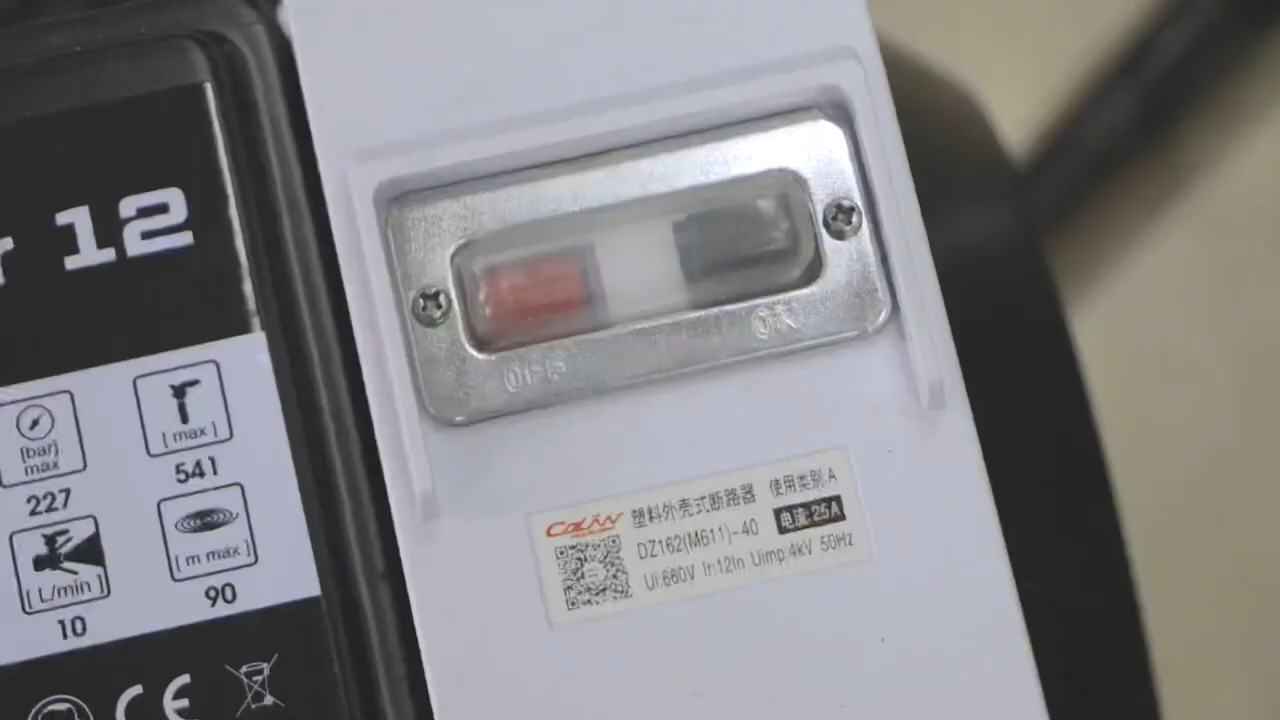 12
[bar]
max
227
[ max ]
541
[ L/min ]
10
[ m max ]
90
CE
OFF
ON
塑料外壳式断路器 使用类别:A
DZ162(M611)-40 电流:25A
Ui:660V Ir:12In Uimp:4kV 50Hz